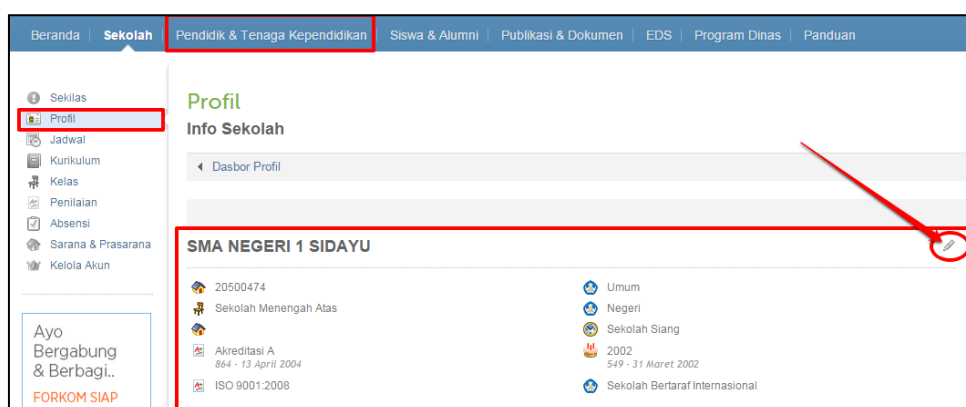 Beranda | Sekolah | Pendidik & Tenaga Kependidikan | Siswa & Alumni | Publikasi & Dokumen | EDS | Program Dinas | Panduan
Sekilas
Profil
Jadwal
Kurikulum
Kelas
Penilaian
Absensi
Sarana & Prasarana
Kelola Akun
Ayo
Bergabung
& Berbagi..
FORKOM SIAP
Profil
Info Sekolah
Dasbor Profil
SMA NEGERI 1 SIDAYU
20500474
Sekolah Menengah Atas
Akreditasi A
864 - 13 April 2004
ISO 9001:2008
Umum
Negeri
Sekolah Siang
2002
549 - 31 Maret 2002
Sekolah Bertaraf Internasional